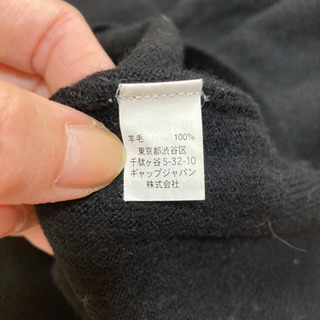 羊毛 100%
東京都渋谷区
千駄ヶ谷5-32-10
ギャップジャパン
株式会社